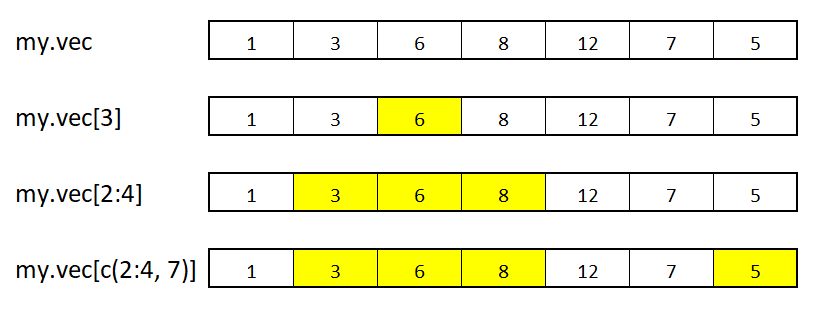 my.vec 1 3 6 8 12 7 5
my.vec[3] 1 3 6 8 12 7 5
my.vec[2:4] 1 3 6 8 12 7 5
my.vec[c(2:4, 7)] 1 3 6 8 12 7 5